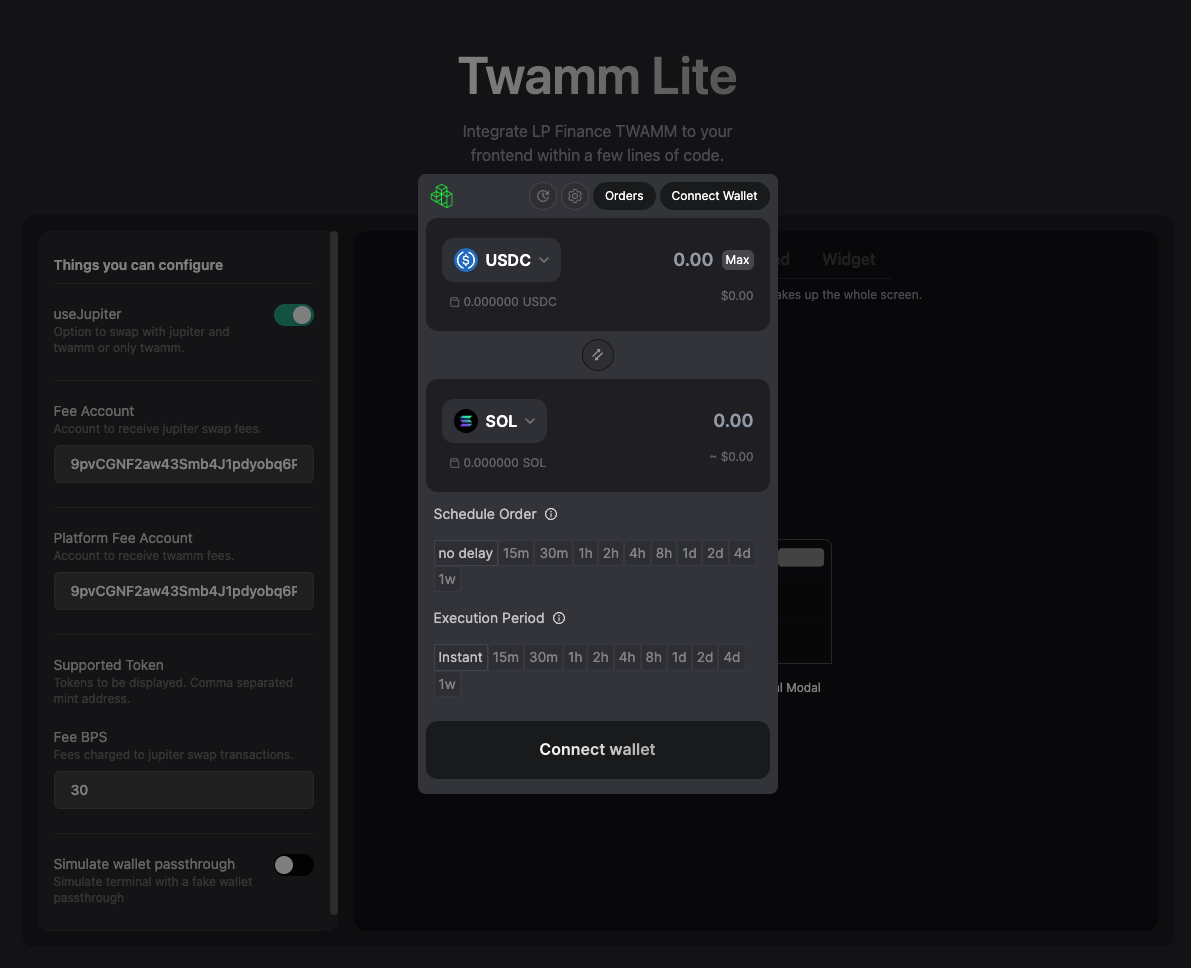 Twamm Lite
Integrate LP Finance TWAMM to your
frontend within a few lines of code.
Orders
Connect Wallet
USDC
0.00
Max
0.000000 USDC
$0.00
SOL
0.00
0.000000 SOL
~ $0.00
Schedule Order
no delay 15m 30m 1h 2h 4h 8h 1d 2d 4d
1w
Execution Period
Instant 15m 30m 1h 2h 4h 8h 1d 2d 4d
1w
Connect wallet
Things you can configure
useJupiter
Option to swap with jupiter and
twamm or only twamm.
Fee Account
Account to receive jupiter swap fees.
9pvCGNF2aw43Smb4J1pdyobq6F
Platform Fee Account
Account to receive twamm fees.
9pvCGNF2aw43Smb4J1pdyobq6F
Supported Token
Tokens to be displayed. Comma separated
mint address.
Fee BPS
Fees charged to jupiter swap transactions.
30
Simulate wallet passthrough
Simulate terminal with a fake wallet
passthrough
Widget
up the whole screen.
Modal